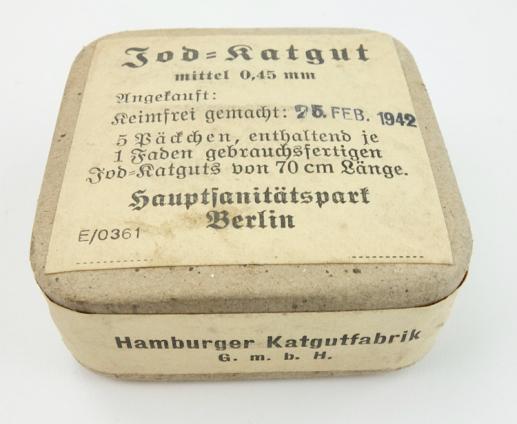 Jod-Katgut
mittel 0,45 mm
Angekauft:
Keimfrei gemacht: 25. FEB. 1942
5 Päckchen, enthaltend je
1 Faden gebrauchsfertigen
Jod-Katguts von 70 cm Länge.
Hauptsanitätspark
Berlin
E/0361
Hamburger Katgutfabrik
G. m. b. H.